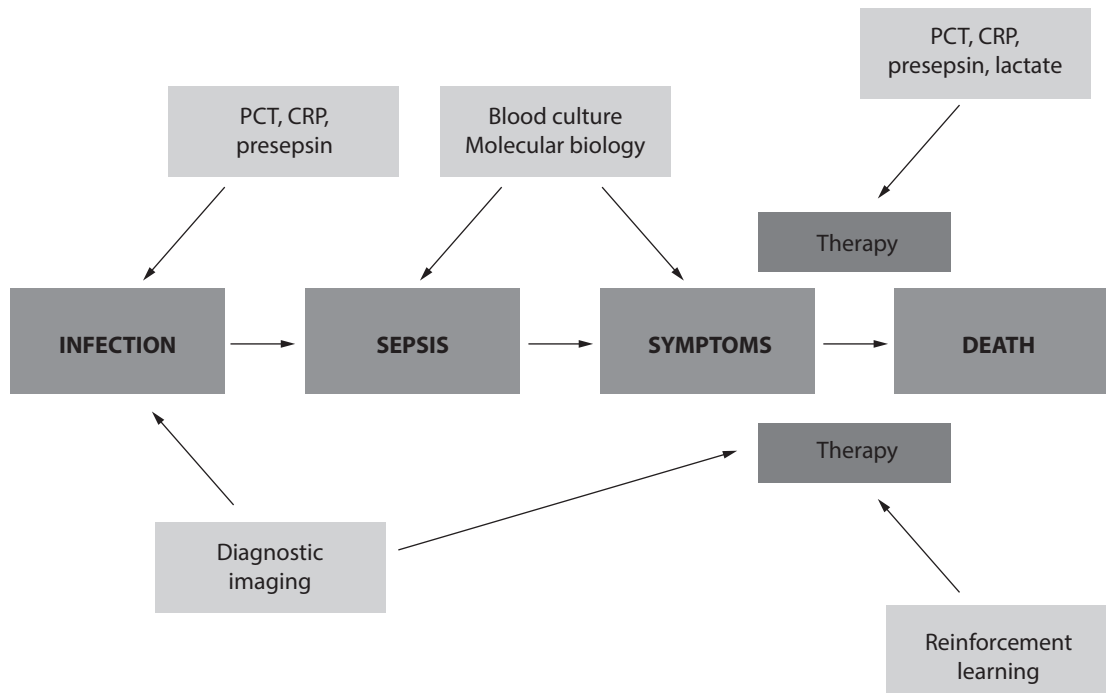 PCT, CRP,
presepsin, lactate
PCT, CRP,
presepsin
Blood culture
Molecular biology
Therapy
INFECTION
SEPSIS
SYMPTOMS
DEATH
Therapy
Diagnostic
imaging
Reinforcement
learning